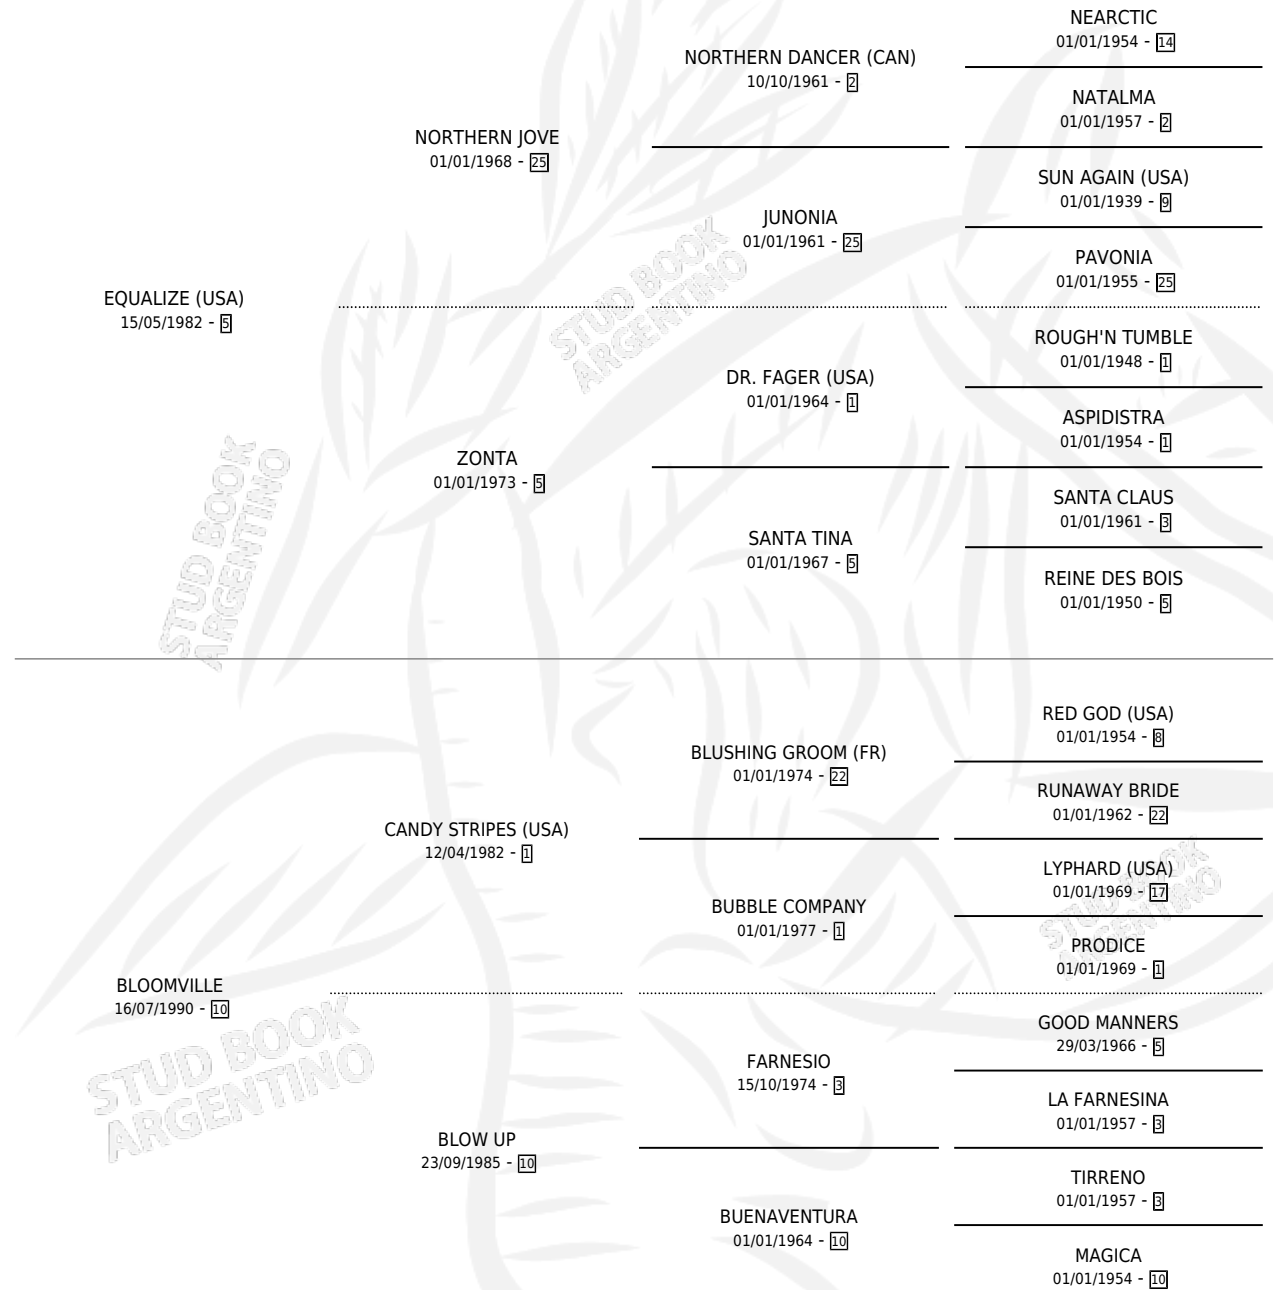 NEARCTIC
01/01/1954 - 14
NORTHERN DANCER (CAN)
10/10/1961 - 2
NATALMA
01/01/1957 - 2
NORTHERN JOVE
01/01/1968 - 25
SUN AGAIN (USA)
01/01/1939 - 9
JUNONIA
01/01/1961 - 25
PAVONIA
01/01/1955 - 25
EQUALIZE (USA)
15/05/1982 - 5
STUD BOOK
ARGENTINO
ROUGH'N TUMBLE
01/01/1948 - 1
DR. FAGER (USA)
01/01/1964 - 1
ASPIDISTRA
01/01/1954 - 1
ZONTA
01/01/1973 - 5
STUD BOOK
ARGENTINO
SANTA CLAUS
01/01/1961 - 3
SANTA TINA
01/01/1967 - 5
REINE DES BOIS
01/01/1950 - 5
RED GOD (USA)
01/01/1954 - 8
BLUSHING GROOM (FR)
01/01/1974 - 22
RUNAWAY BRIDE
01/01/1962 - 22
CANDY STRIPES (USA)
12/04/1982 - 1
LYPHARD (USA)
01/01/1969 - 17
STUD BOOK
ARGENTINO
BUBBLE COMPANY
01/01/1977 - 1
PRODICE
01/01/1969 - 1
BLOOMVILLE
16/07/1990 - 10
STUD BOOK
ARGENTINO
GOOD MANNERS
29/03/1966 - 5
FARNESIO
15/10/1974 - 3
LA FARNESINA
01/01/1957 - 3
BLOW UP
23/09/1985 - 10
TIRRENO
01/01/1957 - 3
BUENAVENTURA
01/01/1964 - 10
MAGICA
01/01/1954 - 10